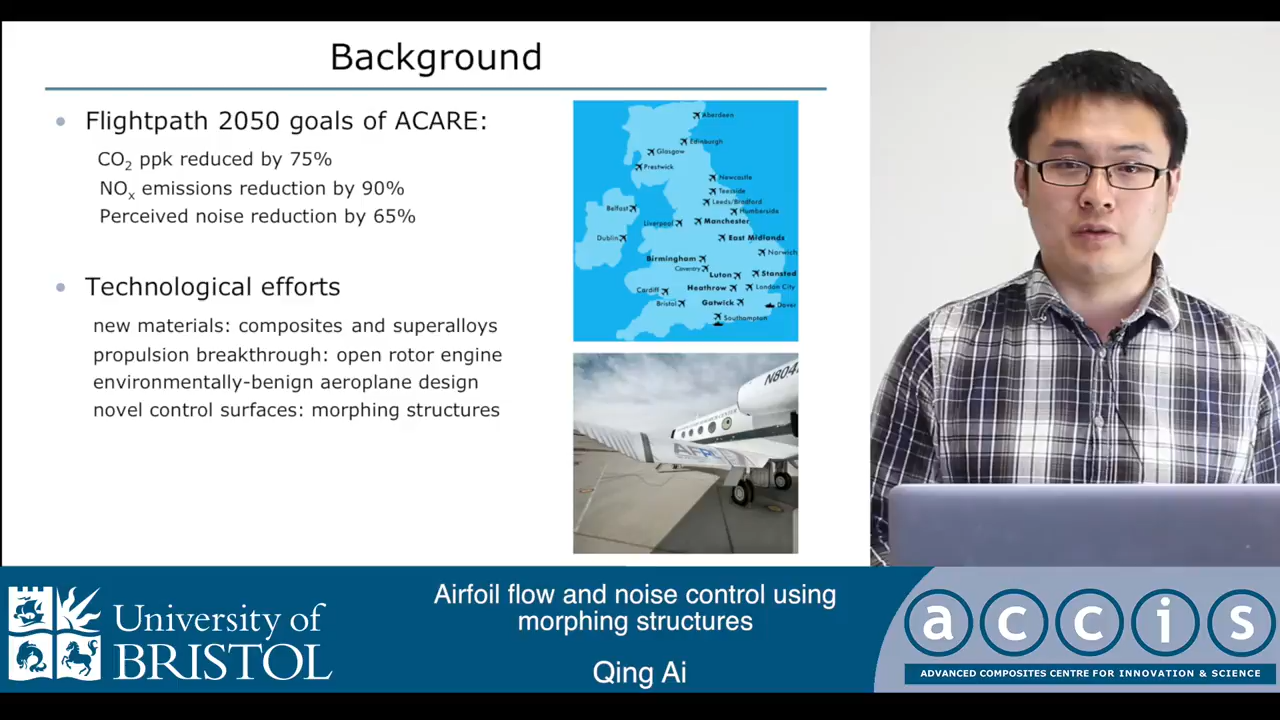 Background
Flightpath 2050 goals of ACARE:
CO2 ppk reduced by 75%
NOx emissions reduction by 90%
Perceived noise reduction by 65%
Technological efforts
new materials: composites and superalloys
propulsion breakthrough: open rotor engine
environmentally-benign aeroplane design
novel control surfaces: morphing structures
Aberdeen
Edinburgh
Glasgow
Prestwick
Newcastle
Teesside
Leeds/Bradford
Belfast
Humberside
Liverpool
Manchester
Dublin
East Midlands
Norwich
Birmingham
Coventry
Luton
Stansted
Cardiff
Heathrow
London City
Bristol
Gatwick
Dover
Southampton
N804
University of
BRISTOL
Airfoil flow and noise control using
morphing structures
Qing Ai
accis
ADVANCED COMPOSITES CENTRE FOR INNOVATION & SCIENCE